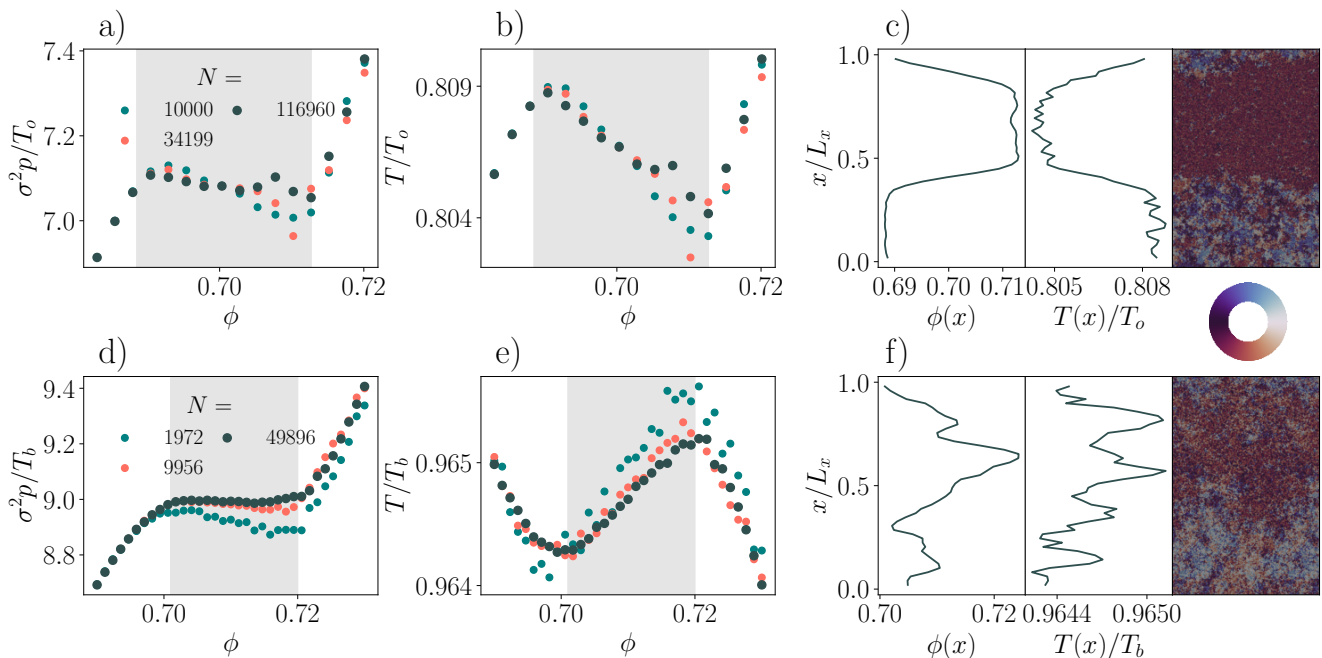 a)
σ²p/T_o
7.4
7.2
7.0
N =
10000
116960
34199
0.70
0.72
ϕ
b)
T/T_o
0.809
0.804
0.70
0.72
ϕ
c)
x/L_x
1.0
0.5
0.0
0.69
0.70
0.71
ϕ(x)
0.805
0.808
T(x)/T_o
d)
σ²p/T_b
9.4
9.2
9.0
8.8
N =
1972
49896
9956
0.70
0.72
ϕ
e)
T/T_b
0.965
0.964
0.70
0.72
ϕ
f)
x/L_x
1.0
0.5
0.0
0.70
0.72
ϕ(x)
0.9644
0.9650
T(x)/T_b